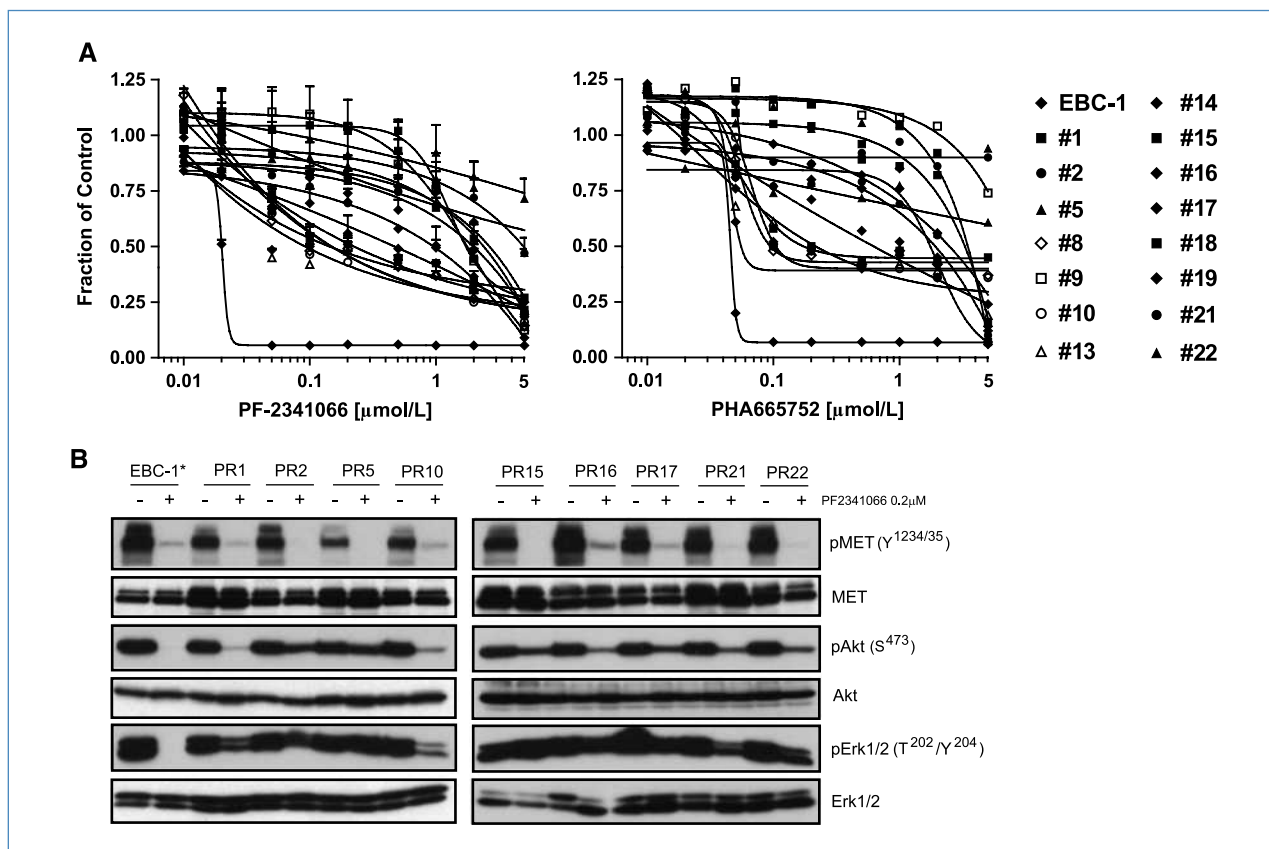 A
Fraction of Control
1.25
1.00
0.75
0.50
0.25
0.00
0.01
0.1
1
5
PF-2341066 [μmol/L]
1.25
1.00
0.75
0.50
0.25
0.00
0.01
0.1
1
5
PHA665752 [μmol/L]
EBC-1
#1
#2
#5
#8
#9
#10
#13
#14
#15
#16
#17
#18
#19
#21
#22
B
EBC-1* PR1 PR2 PR5 PR10 PR15 PR16 PR17 PR21 PR22
- + - + - + - + - + - + - + - + - + - + PF2341066 0.2μM
pMET (Y1234/35)
MET
pAkt (S473)
Akt
pErk1/2 (T202/Y204)
Erk1/2